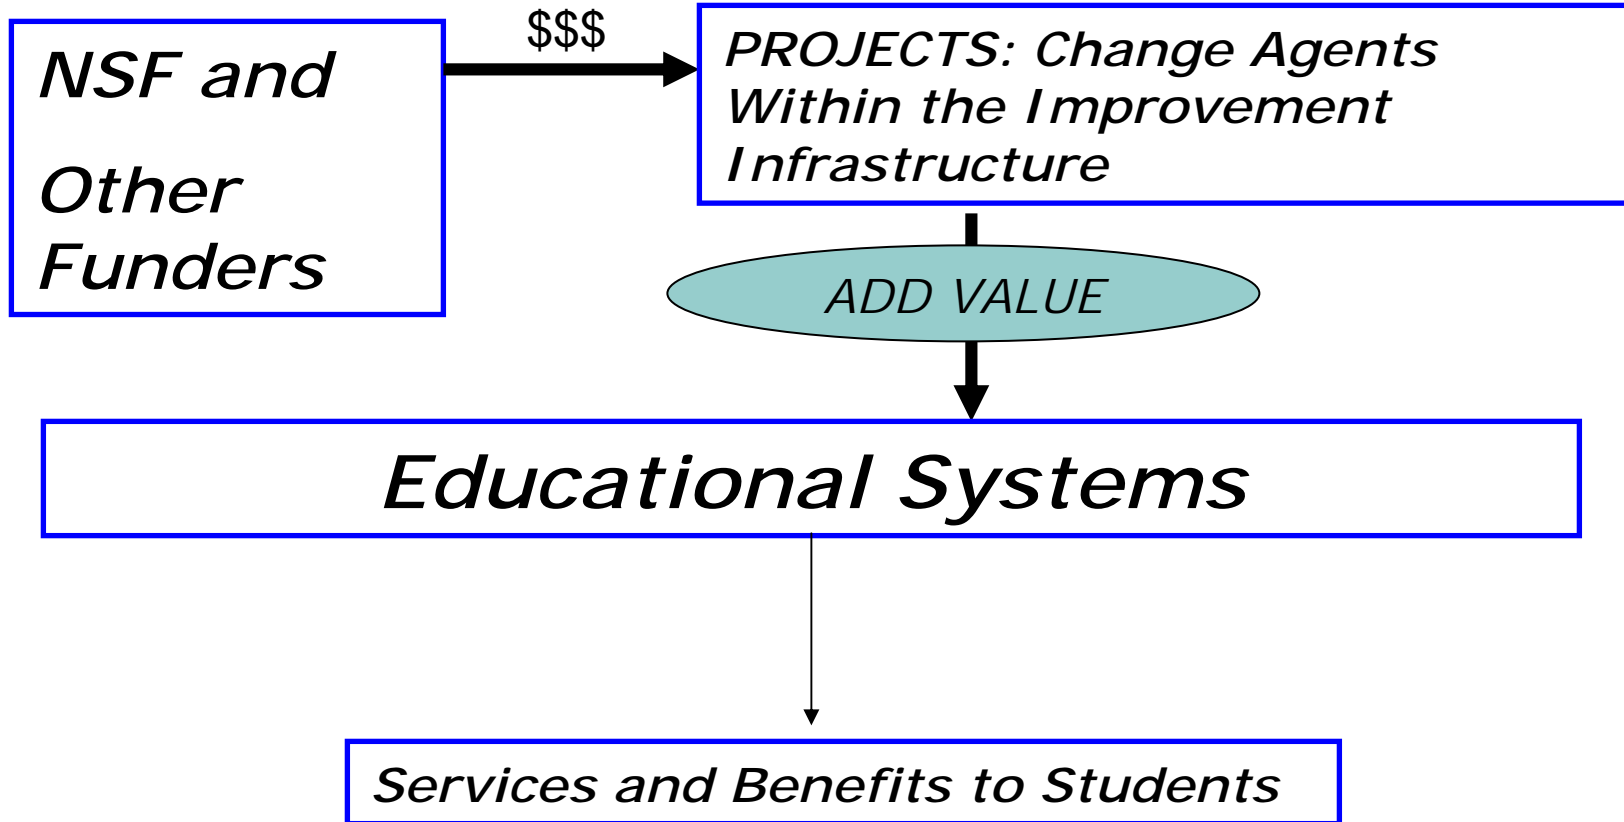 NSF and
Other
Funders
$$$
PROJECTS: Change Agents
Within the Improvement
Infrastructure
ADD VALUE
Educational Systems
Services and Benefits to Students